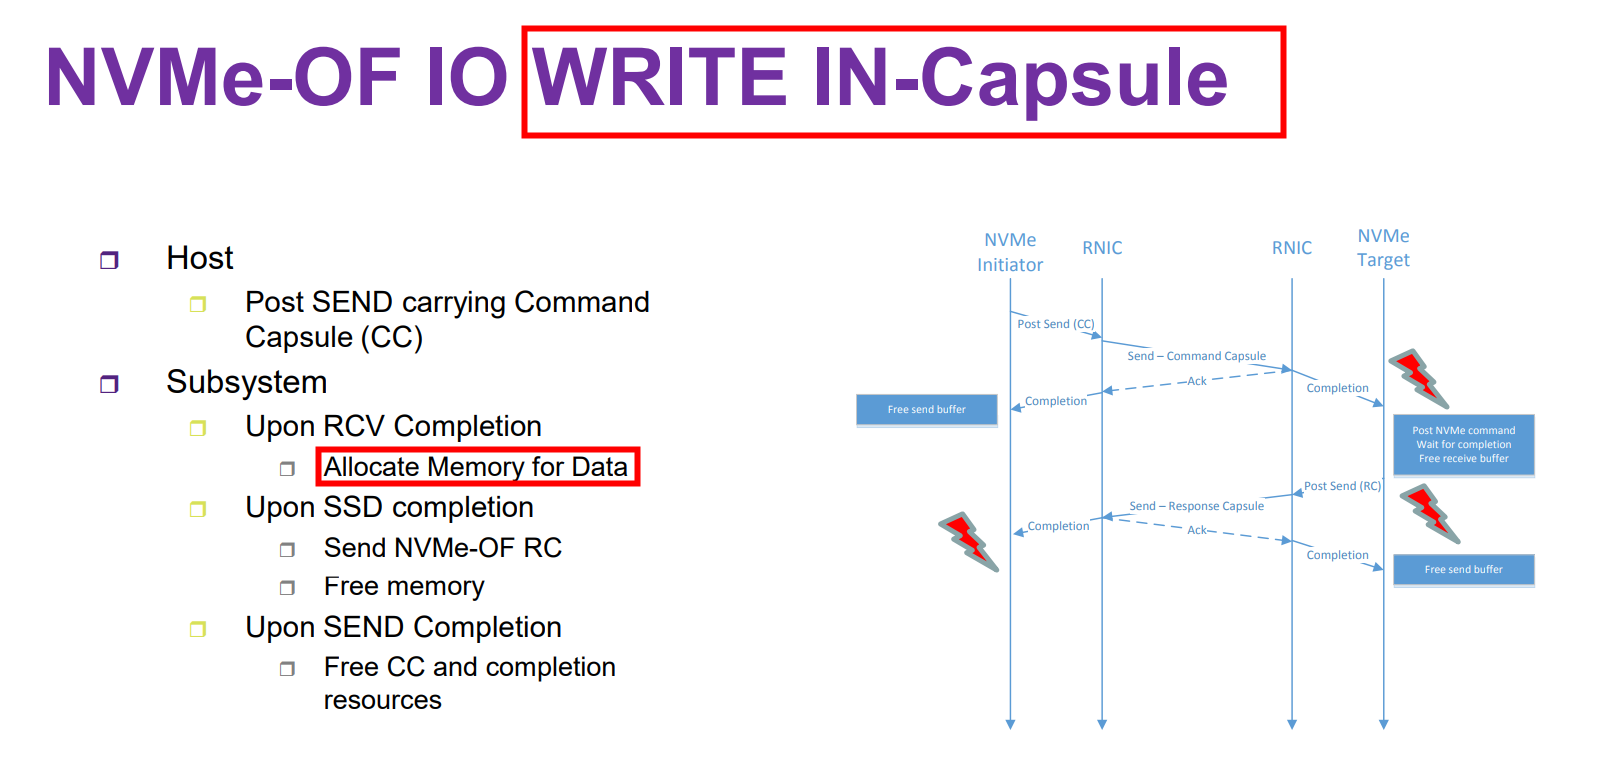 NVMe-OF IO WRITE IN-Capsule
Host
Post SEND carrying Command
Capsule (CC)
Subsystem
Upon RCV Completion
Allocate Memory for Data
Upon SSD completion
Send NVMe-OF RC
Free memory
Upon SEND Completion
Free CC and completion
resources
NVMe
Initiator
RNIC
RNIC
NVMe
Target
Post Send (CC)
Send – Command Capsule
Ack
Completion
Completion
Free send buffer
Post NVMe command
Wait for completion
Free receive buffer
Post Send (RC)
Send – Response Capsule
Completion
Ack
Completion
Free send buffer